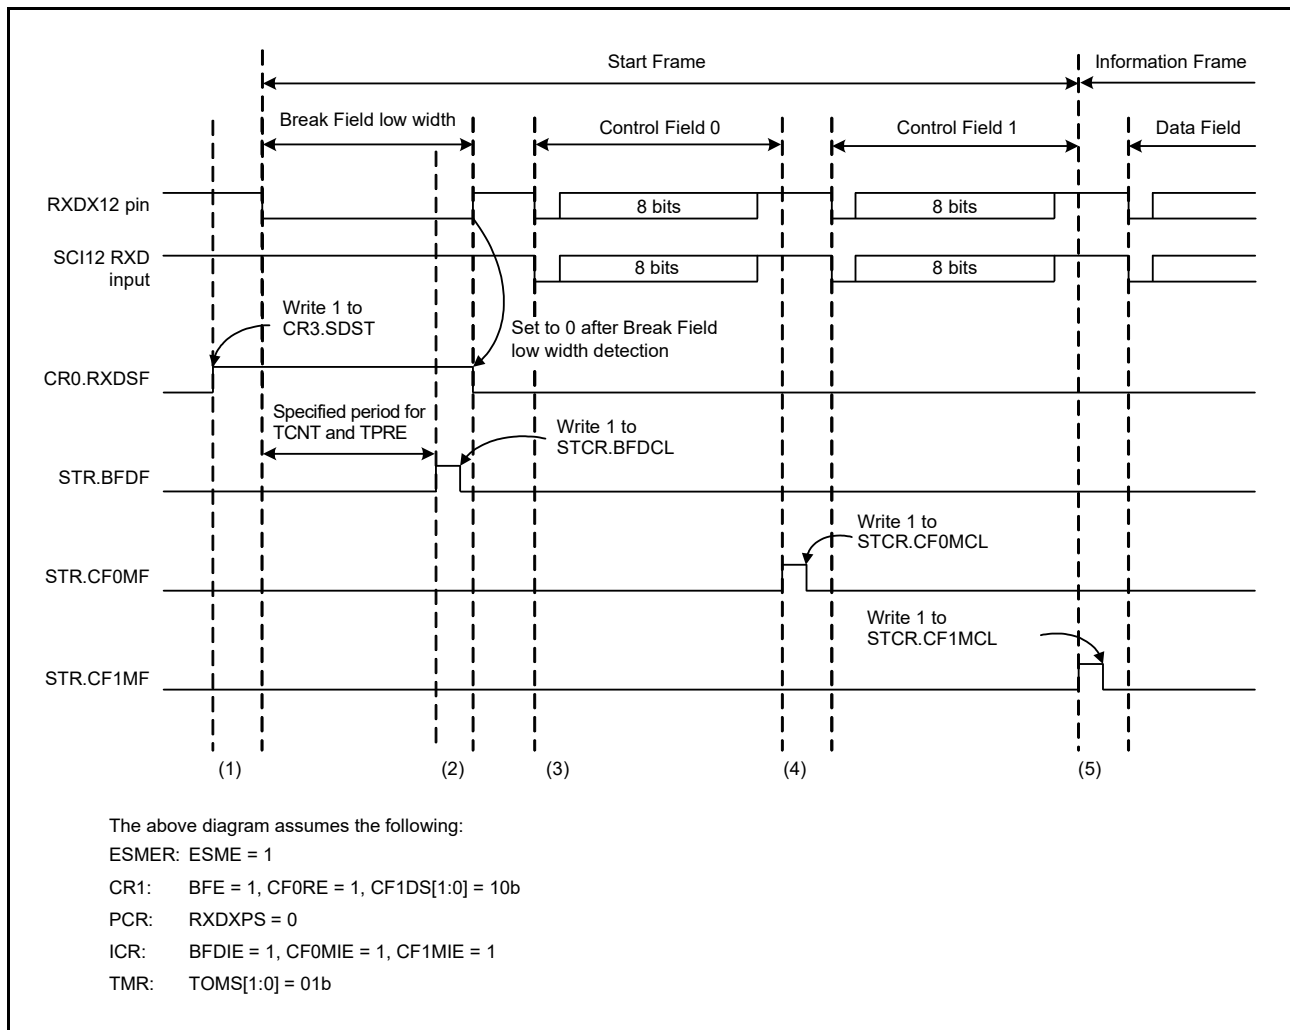 Start Frame
Information Frame
Break Field low width
Control Field 0
Control Field 1
Data Field
RXDX12 pin
8 bits
8 bits
SCI12 RXD
input
8 bits
8 bits
Write 1 to
CR3.SDST
Set to 0 after Break Field
low width detection
CR0.RXDSF
Specified period for
TCNT and TPRE
Write 1 to
STCR.BFDCL
STR.BFDF
Write 1 to
STCR.CF0MCL
STR.CF0MF
Write 1 to
STCR.CF1MCL
STR.CF1MF
(1) (2) (3) (4) (5)
The above diagram assumes the following:
ESMER: ESME = 1
CR1: BFE = 1, CF0RE = 1, CF1DS[1:0] = 10b
PCR: RXDXPS = 0
ICR: BFDIE = 1, CF0MIE = 1, CF1MIE = 1
TMR: TOMS[1:0] = 01b